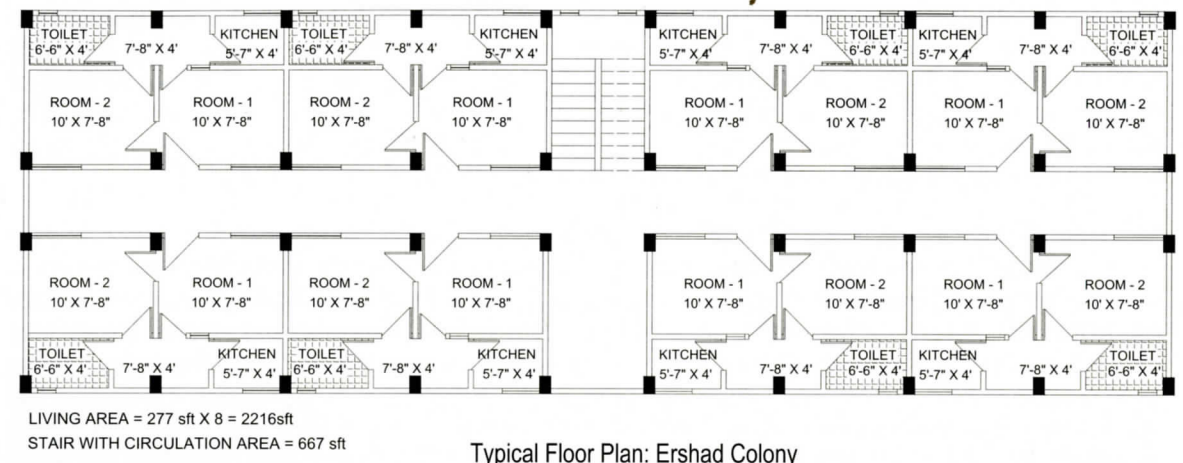 TOILET 7'-8" X 4' KITCHEN TOILET 7'-8" X 4' KITCHEN KITCHEN 7'-8" X 4' TOILET KITCHEN 7'-8" X 4' TOILET
6'-6" X 4' 5'-7" X 4' 6'-6" X 4' 5'-7" X 4' 5'-7" X 4' 6'-6" X 4' 5'-7" X 4' 6'-6" X 4'
ROOM - 2 ROOM - 1 ROOM - 2 ROOM - 1 ROOM - 1 ROOM - 2 ROOM - 1 ROOM - 2
10' X 7'-8" 10' X 7'-8" 10' X 7'-8" 10' X 7'-8" 10' X 7'-8" 10' X 7'-8" 10' X 7'-8" 10' X 7'-8"
ROOM - 2 ROOM - 1 ROOM - 2 ROOM - 1 ROOM - 1 ROOM - 2 ROOM - 1 ROOM - 2
10' X 7'-8" 10' X 7'-8" 10' X 7'-8" 10' X 7'-8" 10' X 7'-8" 10' X 7'-8" 10' X 7'-8" 10' X 7'-8"
TOILET KITCHEN TOILET KITCHEN KITCHEN TOILET KITCHEN TOILET
6'-6" X 4' 7'-8" X 4' 5'-7" X 4' 6'-6" X 4' 7'-8" X 4' 5'-7" X 4' 5'-7" X 4' 7'-8" X 4' 6'-6" X 4' 5'-7" X 4' 7'-8" X 4' 6'-6" X 4'
LIVING AREA = 277 sft X 8 = 2216sft
STAIR WITH CIRCULATION AREA = 667 sft
Typical Floor Plan: Ershad Colony